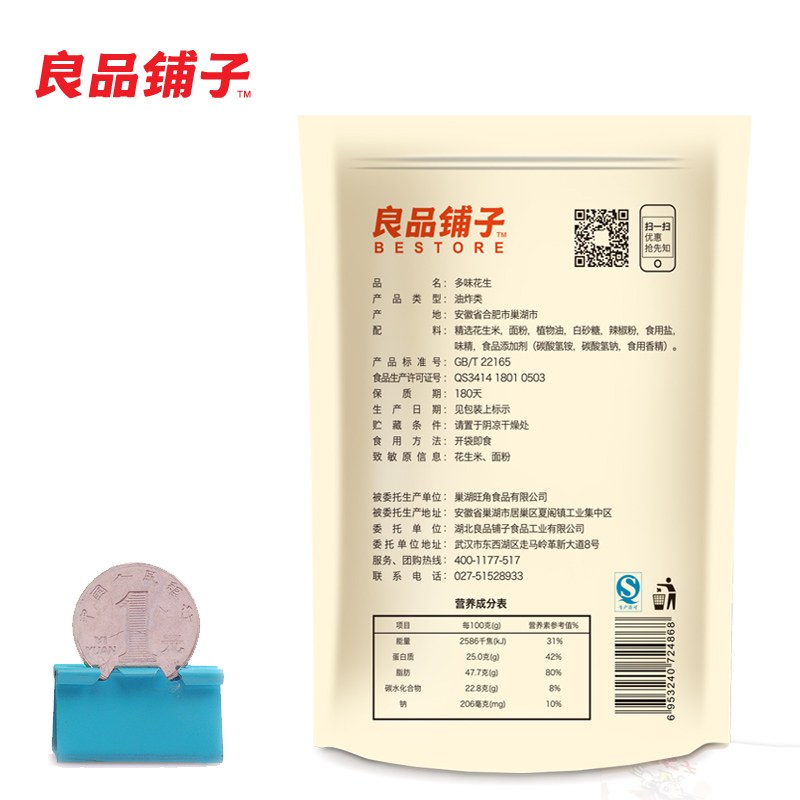 良品铺子TM
良品铺子TM
BESTORE
扫一扫
优惠
抢先知
品名：多味花生
产品类型：油炸类
产地：安徽省合肥市巢湖市
配料：精选花生米，面粉，植物油，白砂糖，辣椒粉，食用盐，
味精，食品添加剂（碳酸氢铵，碳酸氢钠，食用香精）。
产品标准号：GB/T 22165
食品生产许可证号：QS3414 1801 0503
保质期：180天
生产日期：见包装上标示
贮藏条件：请置于阴凉干燥处
食用方法：开袋即食
致敏原信息：花生米、面粉
被委托生产单位：巢湖旺角食品有限公司
被委托生产地址：安徽省巢湖市居巢区夏阁镇工业集中区
委托单位：湖北良品铺子食品工业有限公司
委托单位地址：武汉市东西湖区走马岭革新大道8号
服务、团购热线：400-1177-517
联系电话：027-51528933
生产许可
营养成分表
项目 每100克(g) 营养素参考值%
能量 2586千焦(kJ) 31%
蛋白质 25.0克(g) 42%
脂肪 47.7克(g) 80%
碳水化合物 22.8克(g) 8%
钠 206毫克(mg) 10%
6 953240 724868
中国人民银行
1
YI
YUAN
元